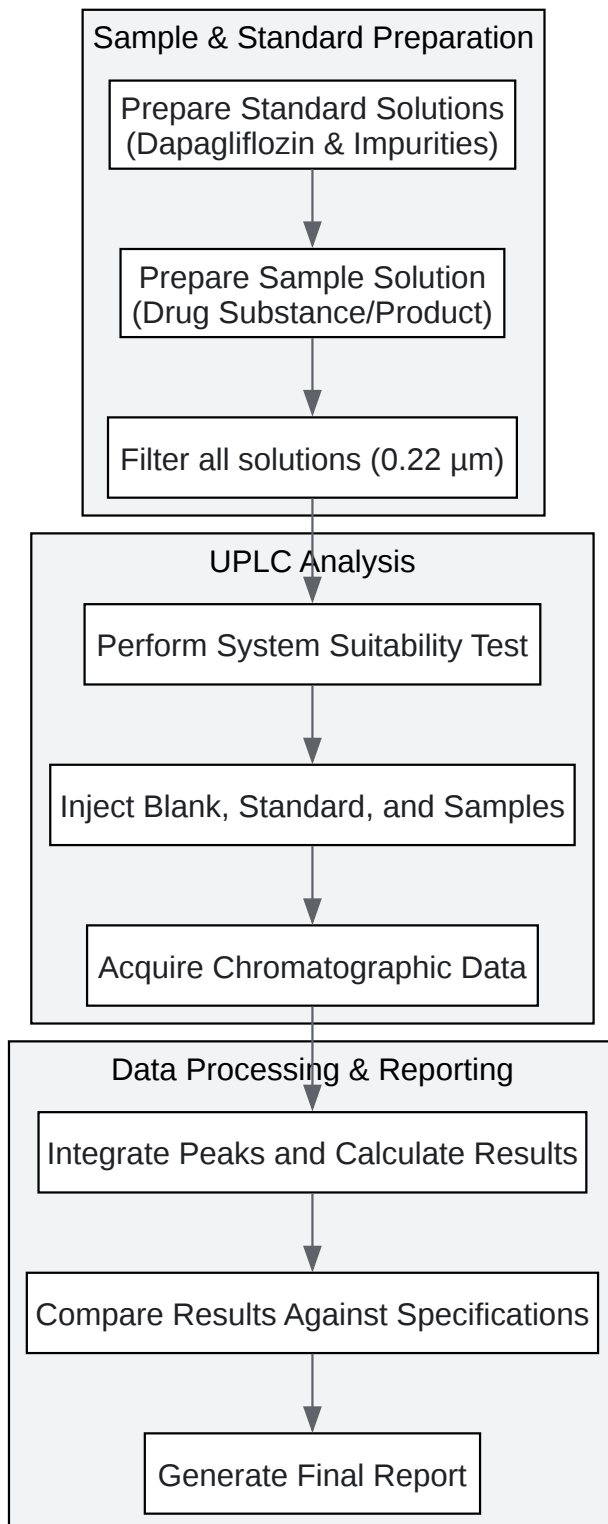 Sample & Standard Preparation
Prepare Standard Solutions
(Dapagliflozin & Impurities)
Prepare Sample Solution
(Drug Substance/Product)
Filter all solutions (0.22 µm)
UPLC Analysis
Perform System Suitability Test
Inject Blank, Standard, and Samples
Acquire Chromatographic Data
Data Processing & Reporting
Integrate Peaks and Calculate Results
Compare Results Against Specifications
Generate Final Report